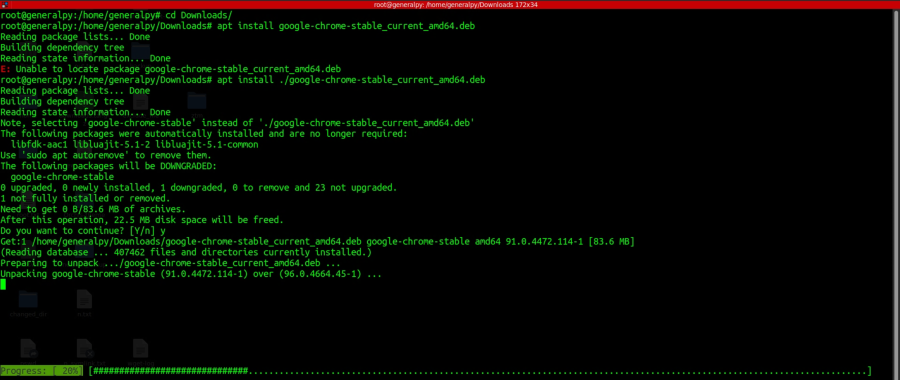 root@generalpy:/home/generalpy/Downloads 172x34
root@generalpy:/home/generalpy# cd Downloads/
root@generalpy:/home/generalpy/Downloads# apt install google-chrome-stable_current_amd64.deb
Reading package lists... Done
Building dependency tree
Reading state information... Done
E: Unable to locate package google-chrome-stable_current_amd64.deb
root@generalpy:/home/generalpy/Downloads# apt install ./google-chrome-stable_current_amd64.deb
Reading package lists... Done
Building dependency tree
Reading state information... Done
Note, selecting 'google-chrome-stable' instead of './google-chrome-stable_current_amd64.deb'
The following packages were automatically installed and are no longer required:
libfdk-aac1 libluajit-5.1-2 libluajit-5.1-common
Use 'sudo apt autoremove' to remove them.
The following packages will be DOWNGRADED:
google-chrome-stable
0 upgraded, 0 newly installed, 1 downgraded, 0 to remove and 23 not upgraded.
1 not fully installed or removed.
Need to get 0 B/83.6 MB of archives.
After this operation, 22.5 MB disk space will be freed.
Do you want to continue? [Y/n] y
Get:1 /home/generalpy/Downloads/google-chrome-stable_current_amd64.deb google-chrome-stable amd64 91.0.4472.114-1 [83.6 MB]
(Reading database ... 407462 files and directories currently installed.)
Preparing to unpack .../google-chrome-stable_current_amd64.deb ...
Unpacking google-chrome-stable (91.0.4472.114-1) over (96.0.4664.45-1) ...
Progress: [ 20%]